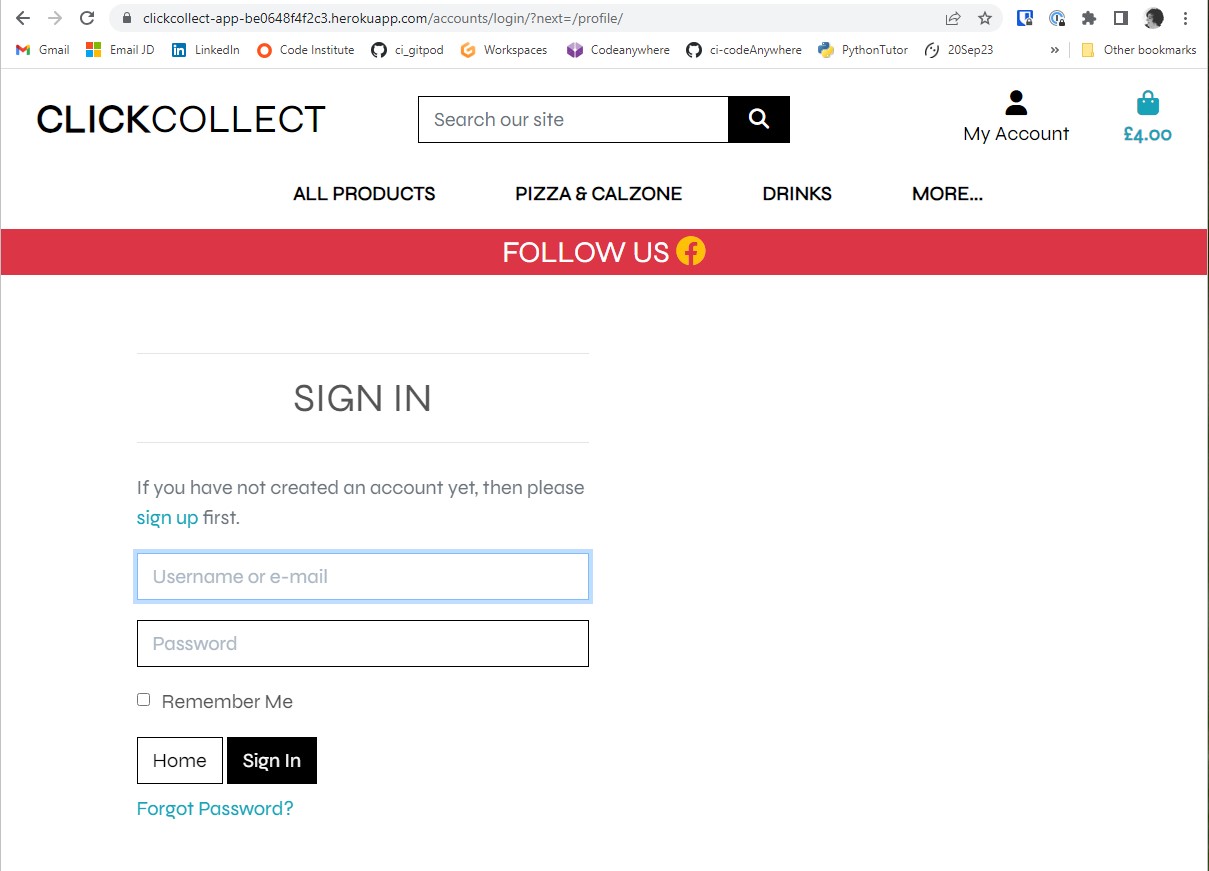 clickcollect-app-be0648f4f2c3.herokuapp.com/accounts/login/?next=/profile/
Gmail Email JD LinkedIn Code Institute ci_gitpod Workspaces Codeanywhere ci-codeAnywhere PythonTutor 20Sep23 » Other bookmarks
CLICKCOLLECT
Search our site
My Account
£4.00
ALL PRODUCTS PIZZA & CALZONE DRINKS MORE...
FOLLOW US
SIGN IN
If you have not created an account yet, then please
sign up first.
Username or e-mail
Password
Remember Me
Home Sign In
Forgot Password?